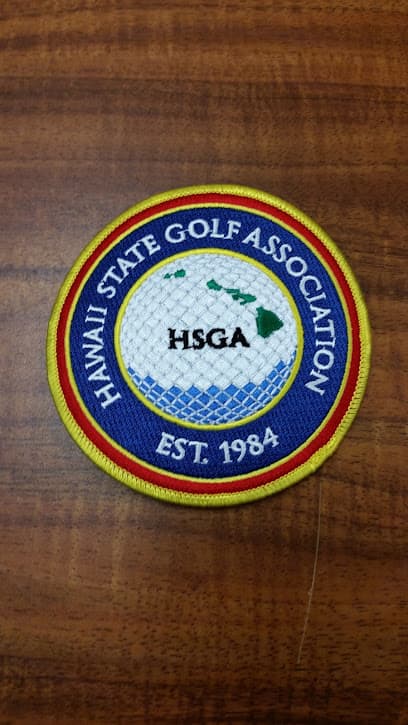 HAWAII STATE GOLF ASSOCIATION
HSGA
EST. 1984